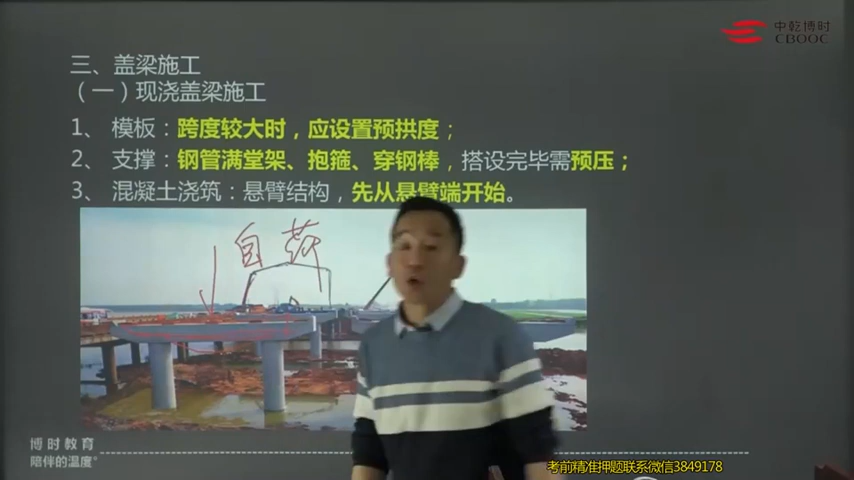 中乾博时
CBOOC
三、盖梁施工
（一）现浇盖梁施工
1、 模板：跨度较大时，应设置预拱度；
2、 支撑：钢管满堂架、抱箍、穿钢棒，搭设完毕需预压；
3、 混凝土浇筑：悬臂结构，先从悬臂端开始。
自
博时教育
陪伴的温度°
考前精准押题联系微信3849178